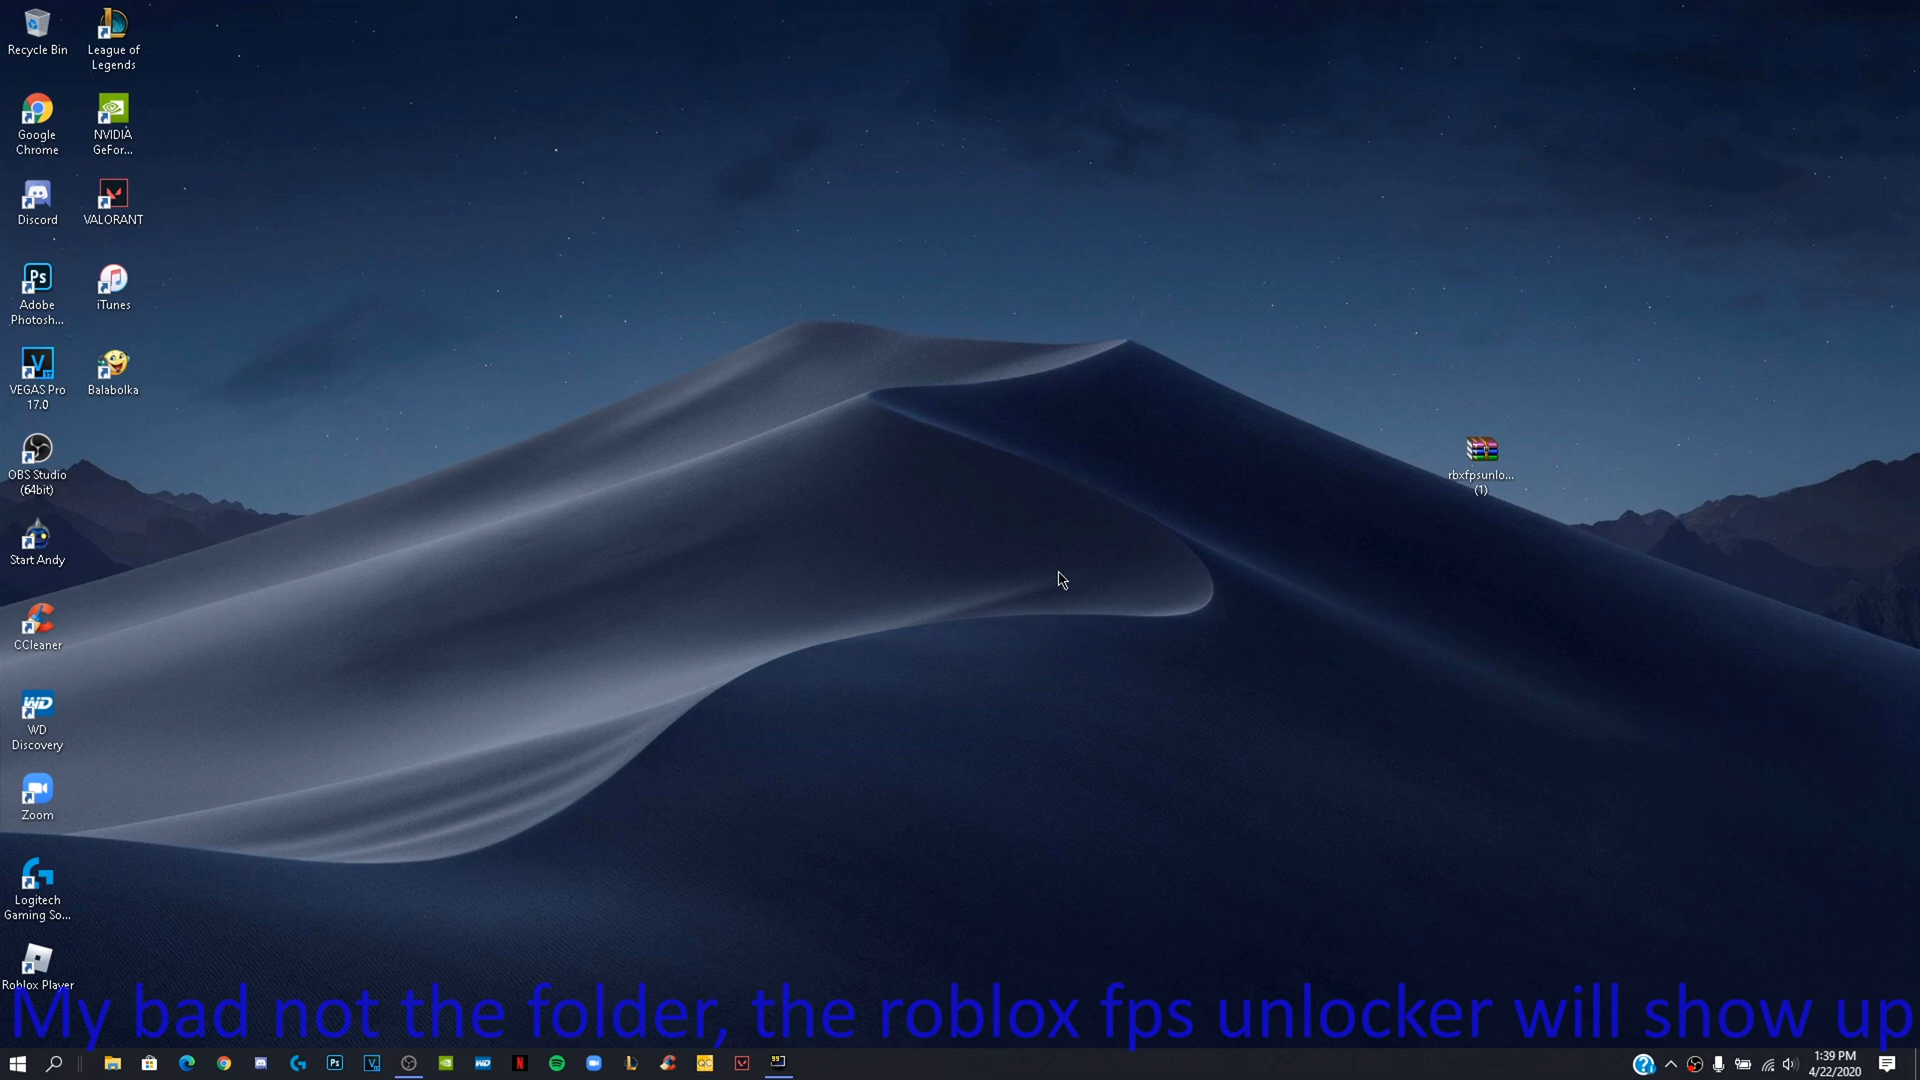 Recycle Bin
League of
Legends
Google
Chrome
NVIDIA
GeFor...
Discord
VALORANT
Adobe
Photosh...
iTunes
VEGAS Pro
17.0
Balabolka
OBS Studio
(64bit)
rbxfpsunlo...
(1)
Start Andy
CCleaner
WD
Discovery
Zoom
Logitech
Gaming So...
Roblox Player
My bad not the folder, the roblox fps unlocker will show up
1:39 PM
4/22/2020